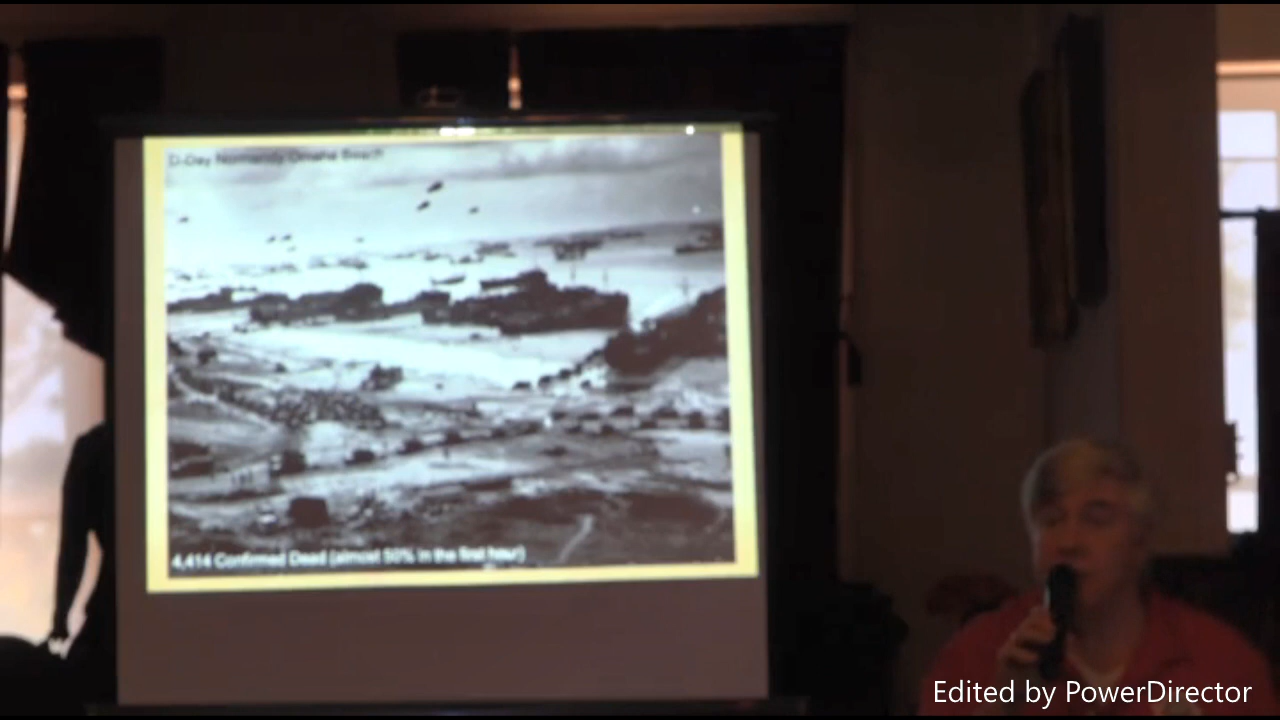 D-Day Normandy Omaha Beach
4,414 Confirmed Dead (almost 50% in the first hour)
Edited by PowerDirector